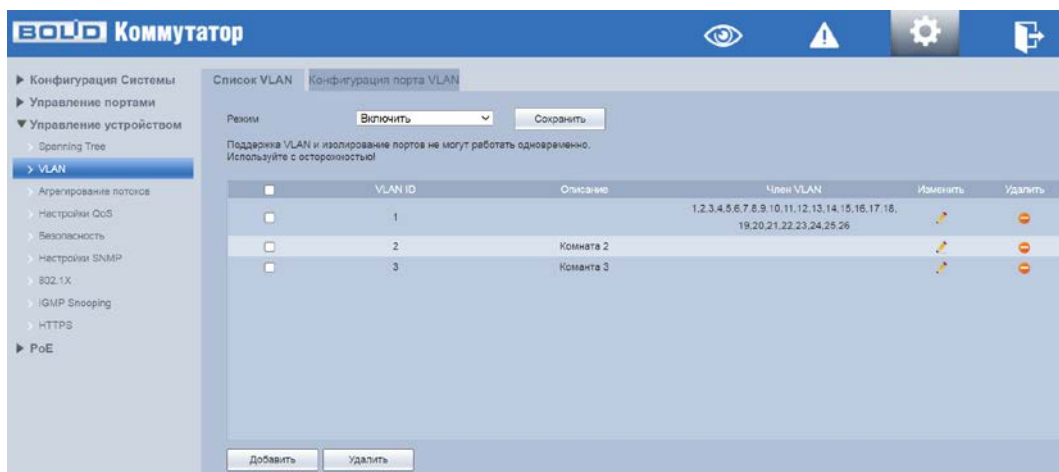 BOLID Коммутатор
Конфигурация Системы
Управление портами
Управление устройством
Spanning Tree
VLAN
Агрегирование потоков
Настройки QoS
Безопасность
Настройки SNMP
802.1X
IGMP Snooping
HTTPS
PoE
Список VLAN Конфигурация порта VLAN
Режим Включить Сохранить
Поддержка VLAN и изолирование портов не могут работать одновременно.
Используйте с осторожностью!
VLAN ID Описание Член VLAN Изменить Удалить
1 1,2,3,4,5,6,7,8,9,10,11,12,13,14,15,16,17,18,
19,20,21,22,23,24,25,26
2 Комната 2
3 Команта 3
Добавить Удалить